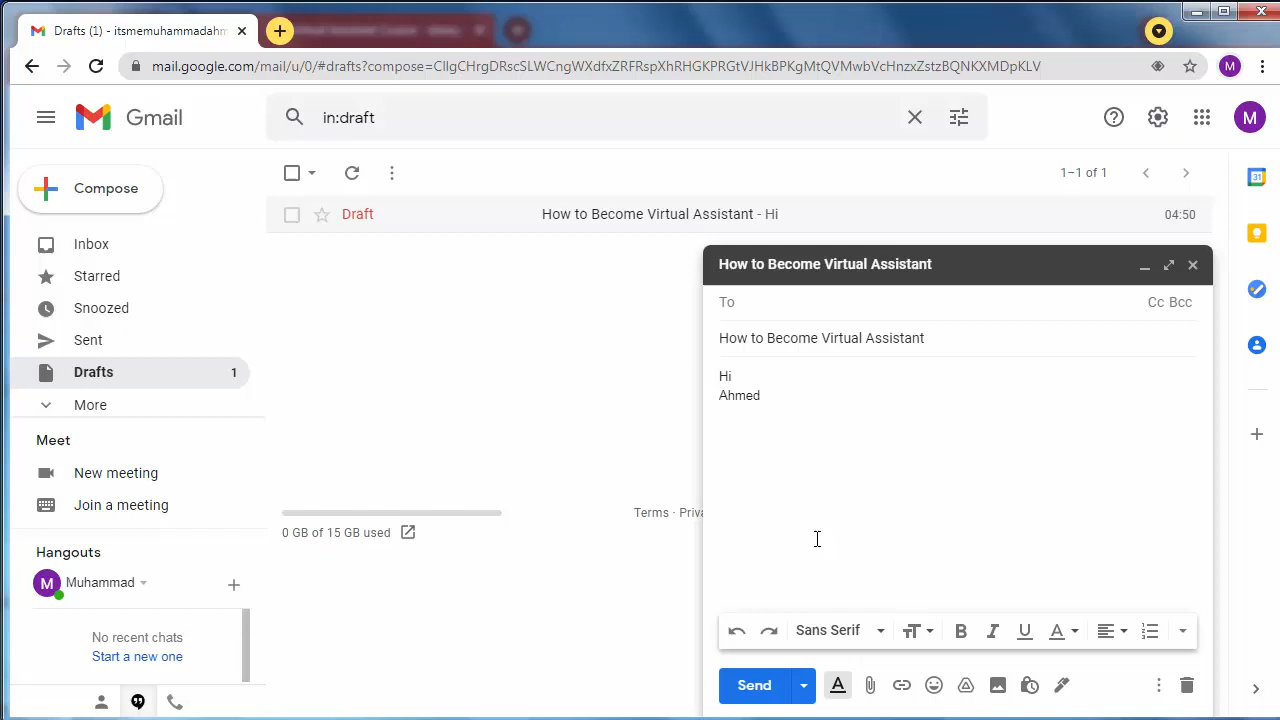 Drafts (1) - itsmemuhammadahm
mail.google.com/mail/u/0/#drafts?compose=
Gmail
in:draft
M
M
Compose
1–1 of 1
Draft How to Become Virtual Assistant - Hi 04:50
Inbox
Starred
Snoozed
Sent
Drafts 1
More
Meet
New meeting
Join a meeting
Hangouts
M Muhammad
No recent chats
Start a new one
0 GB of 15 GB used
Terms
31
How to Become Virtual Assistant
To Cc Bcc
How to Become Virtual Assistant
Hi
Ahmed
Sans Serif
B I U A
Send A